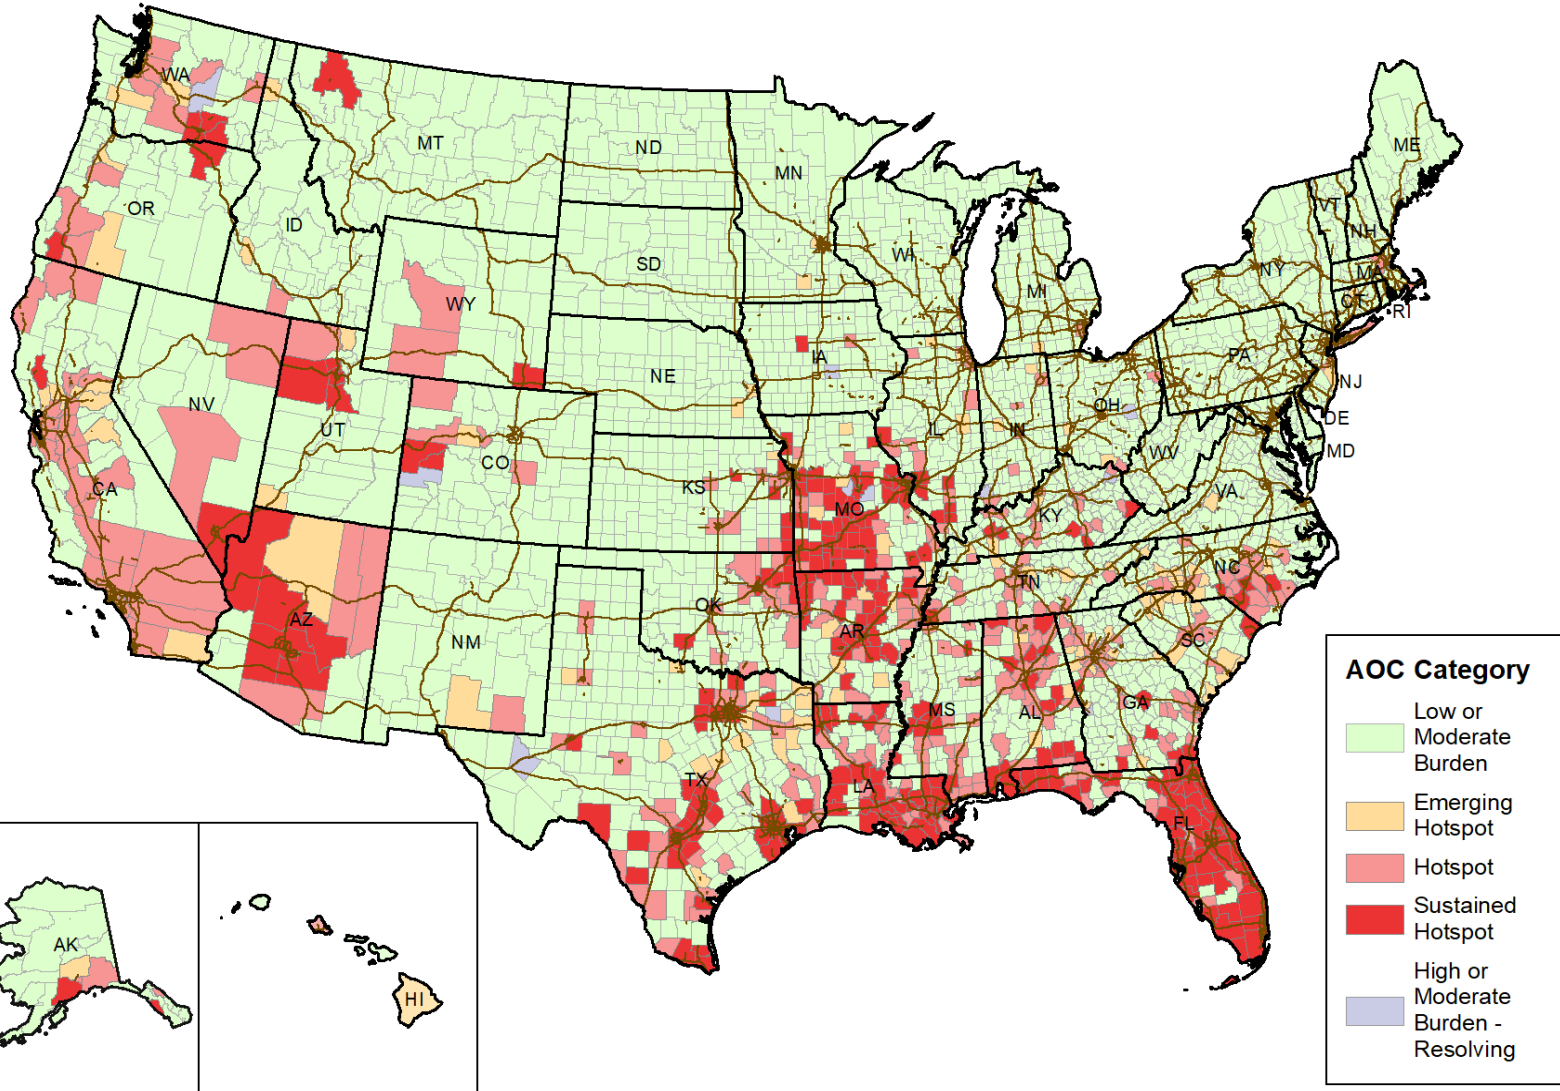 WA
MT
ND
MN
ME
OR
ID
SD
WI
MI
VT
NH
NY
MA
CT
RI
WY
NE
IA
PA
NJ
NV
UT
CO
IL
IN
OH
DE
MD
WV
CA
KS
MO
KY
VA
AZ
NM
OK
AR
TN
NC
SC
MS
AL
GA
TX
LA
FL
AK
HI
AOC Category
Low or
Moderate
Burden
Emerging
Hotspot
Hotspot
Sustained
Hotspot
High or
Moderate
Burden -
Resolving